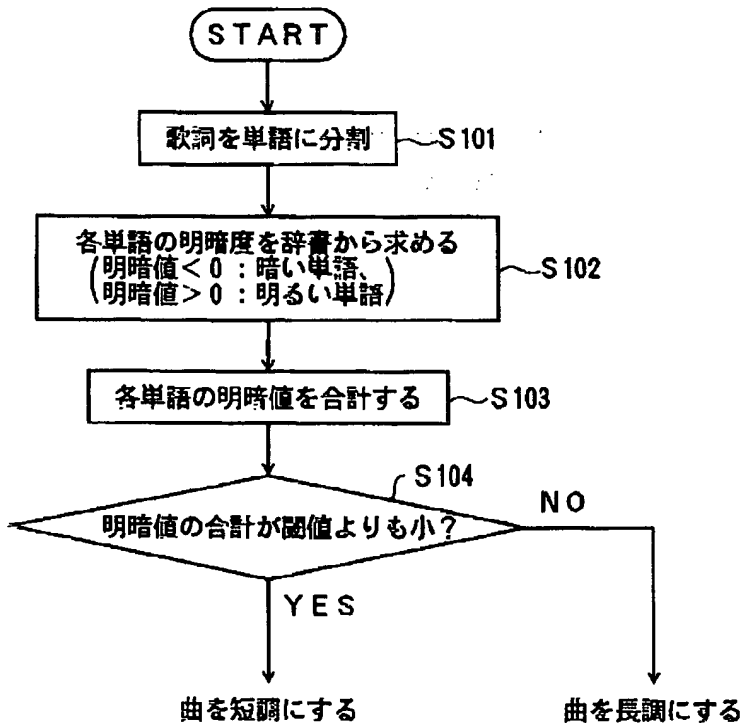 START
歌詞を単語に分割
S101
各単語の明暗度を辞書から求める
(明暗値<0:暗い単語、
明暗値>0:明るい単語)
S102
各単語の明暗値を合計する
S103
S104
明暗値の合計が閾値よりも小?
NO
YES
曲を短調にする
曲を長調にする